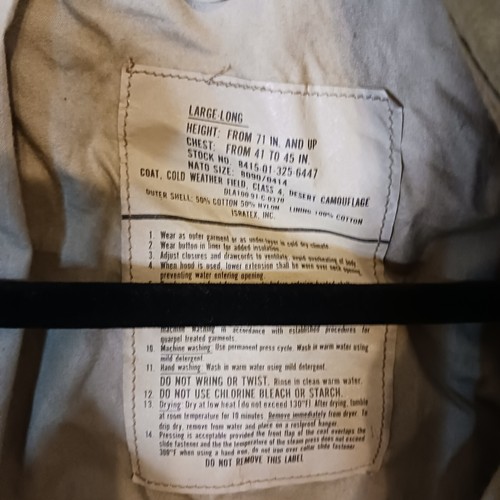 LARGE-LONG
HEIGHT: FROM 71 IN. AND UP
CHEST: FROM 41 TO 45 IN.
STOCK NO. 8415-01-325-6447
NATO SIZE: 8090/0414
COAT, COLD WEATHER FIELD, CLASS 4, DESERT CAMOUFLAGE
DLA100-91-C-0370
OUTER SHELL: 50% COTTON 50% NYLON LINING 100% COTTON
ISRATEX, INC.
1. Wear as outer garment or as under layer in cold dry climate.
2. Wear button in liner for added insulation.
3. Adjust closures and drawcords to ventilate, avoid overheating of body.
4. When hood is used, lower extension shall be worn over neck opening,
preventing water entering opening.
machine washing in accordance with established procedures for
quarpel treated garments.
10. Machine washing: Use permanent press cycle. Wash in warm water using
mild detergent.
11. Hand washing: Wash in warm water using mild detergent.
DO NOT WRING OR TWIST. Rinse in clean warm water.
12. DO NOT USE CHLORINE BLEACH OR STARCH.
13. Drying: Dry at low heat (do not exceed 130°F). After drying, tumble
at room temperature for 10 minutes. Remove immediately from dryer. To
drip dry, remove from water and place on a rustproof hanger.
14. Pressing is acceptable provided the front flap of the coat overlaps the
slide fastener and the the temperature of the steam press does not exceed
300°F when using a hand iron, do not use over slide fastener
DO NOT REMOVE THIS LABEL